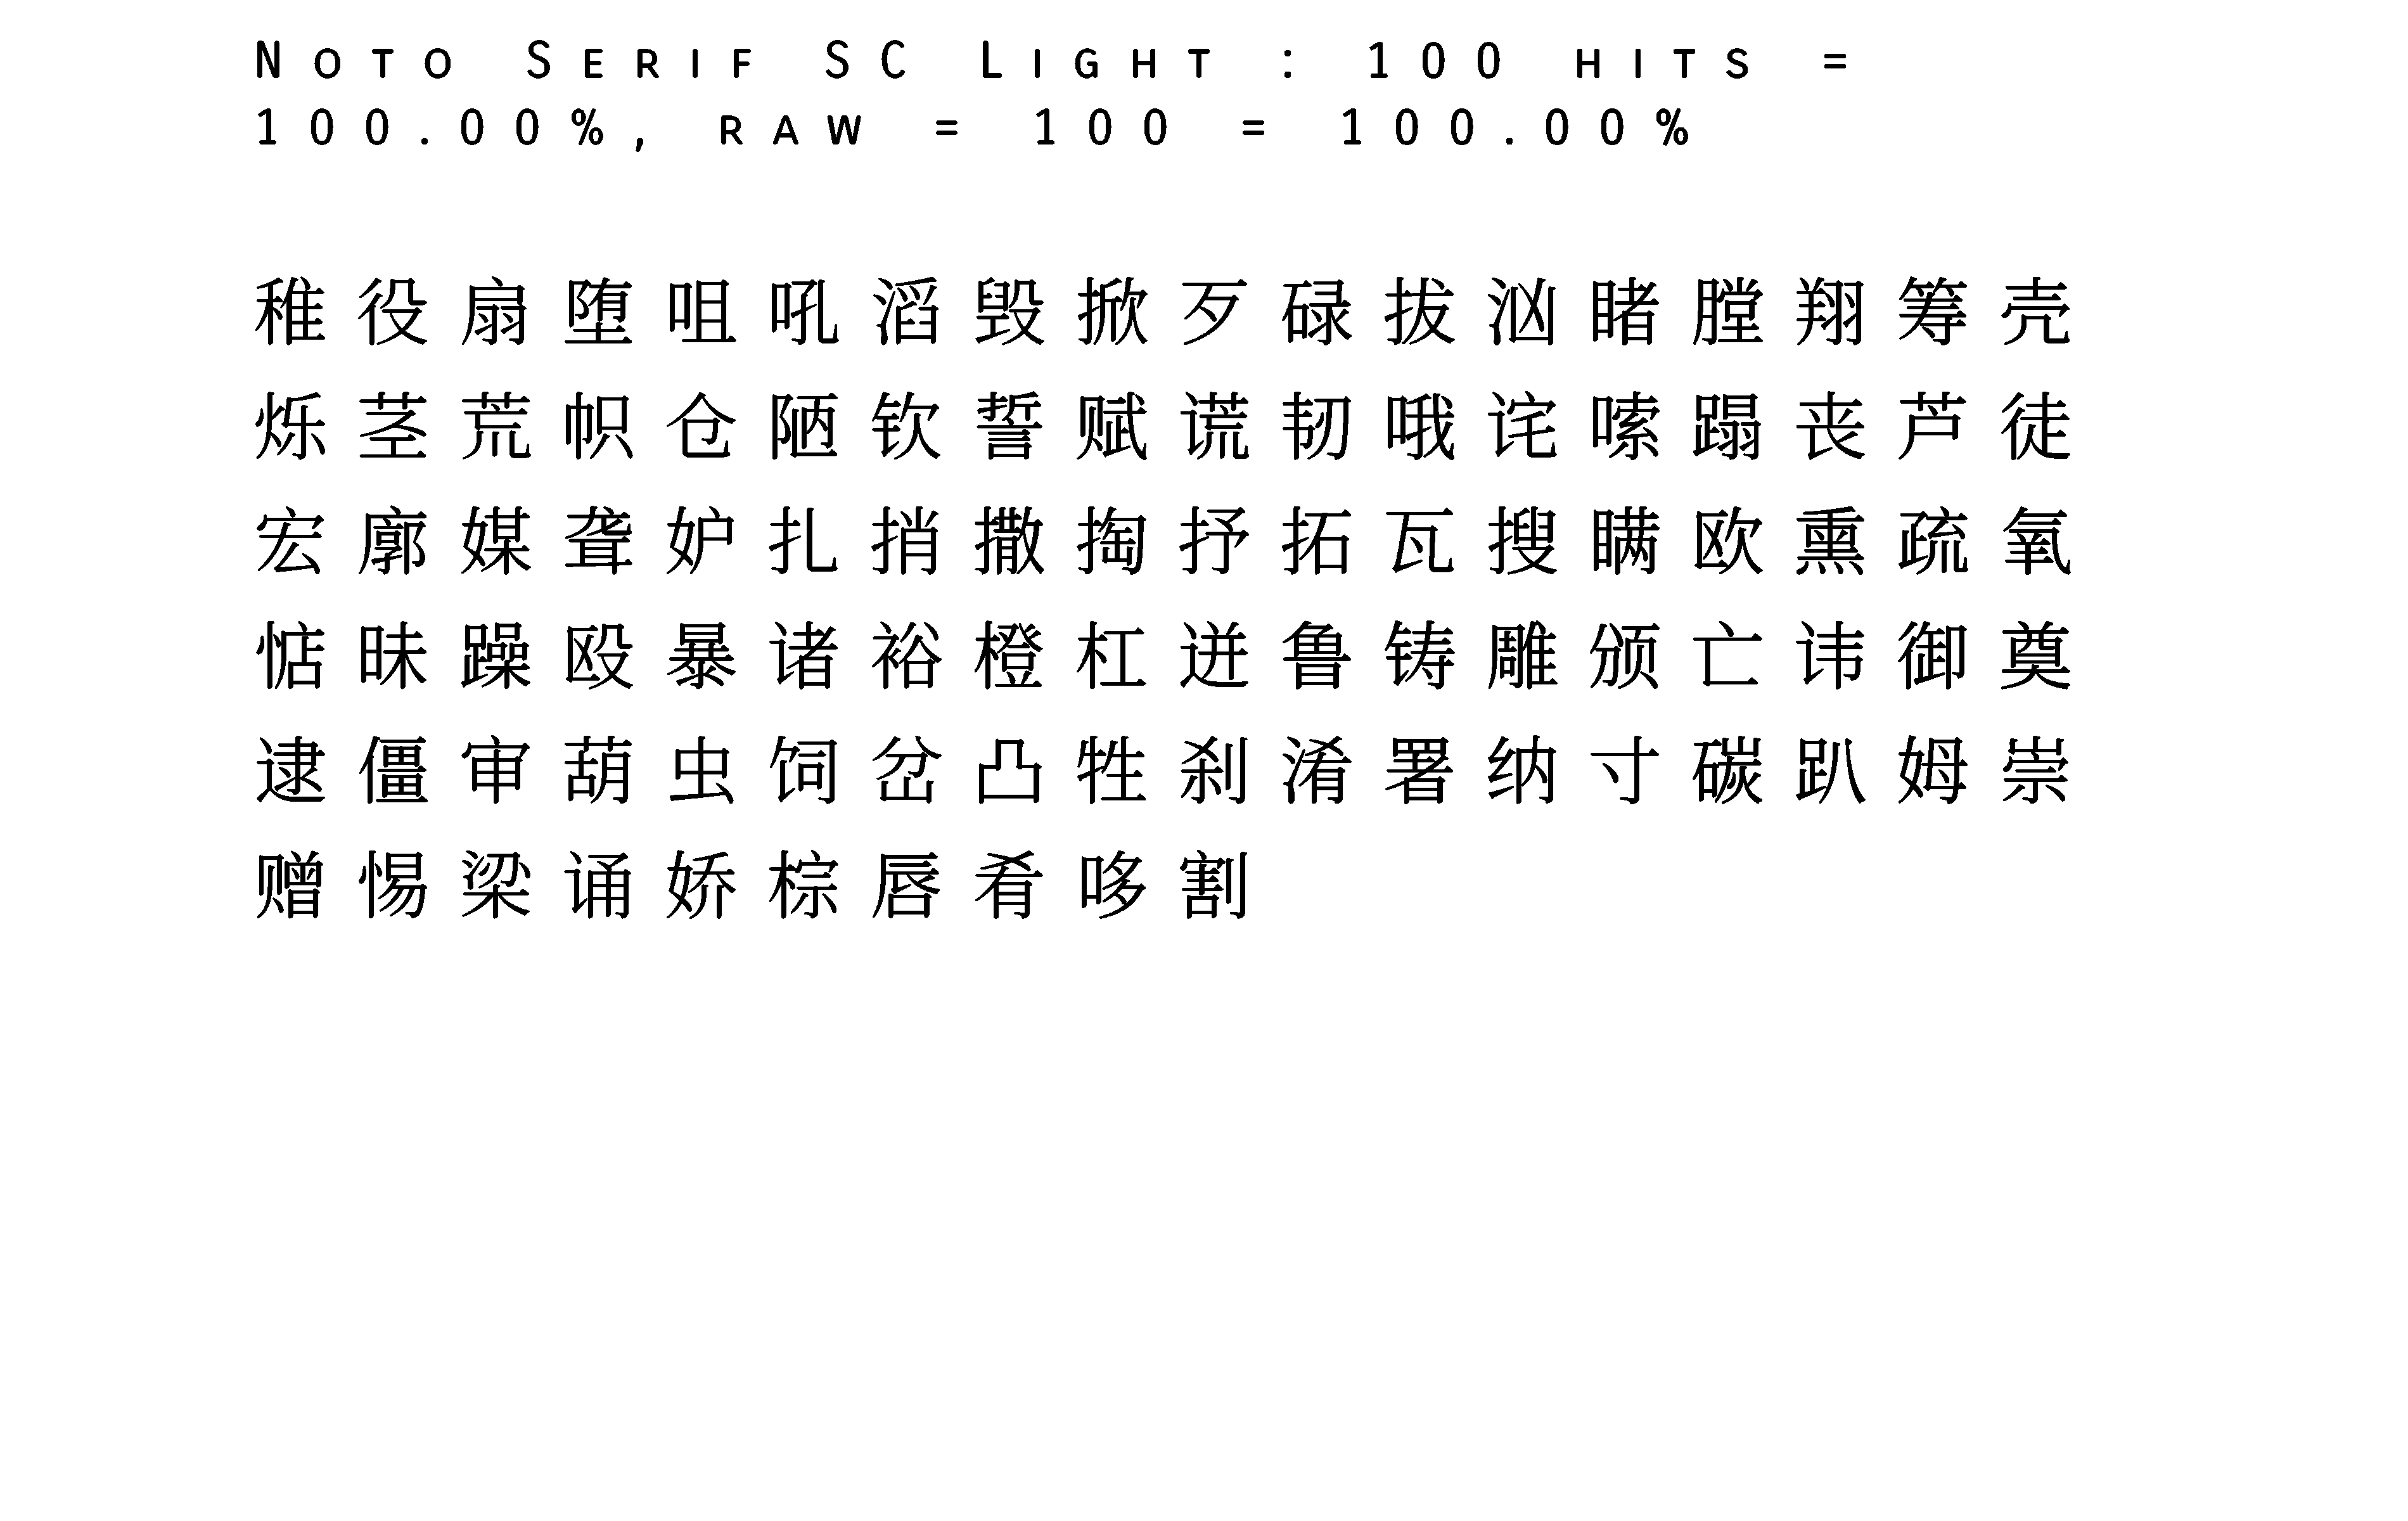 Noto Serif SC Light : 100 hits =
100.00%, raw = 100 = 100.00%
稚役扇堕咀吼滔毁掀歹碌拔汹睹膛翔筹壳
烁茎荒帜仓陋钦誓赋谎韧哦诧嗦蹋丧芦徒
宏廓媒聋妒扎捎撒掏抒拓瓦搜瞒欧熏疏氧
惦昧躁殴暴诸裕橙杠迸鲁铸雕颁亡讳御奠
逮僵审葫虫饲岔凸牲刹淆署纳寸碳趴姆崇
赠惕梁诵娇棕唇肴哆割